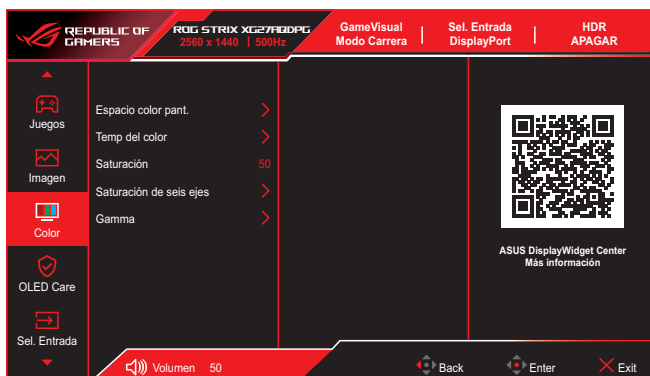 REPUBLIC OF
GAMERS
ROG STRIX XG27AQDPG
2560 x 1440 | 500Hz
GameVisual
Modo Carrera
Sel. Entrada
DisplayPort
HDR
APAGAR
Juegos
Imagen
Color
OLED Care
Sel. Entrada
Espacio color pant.
Temp del color
Saturación 50
Saturación de seis ejes
Gamma
ASUS DisplayWidget Center
Más información
Volumen 50
Back
Enter
Exit